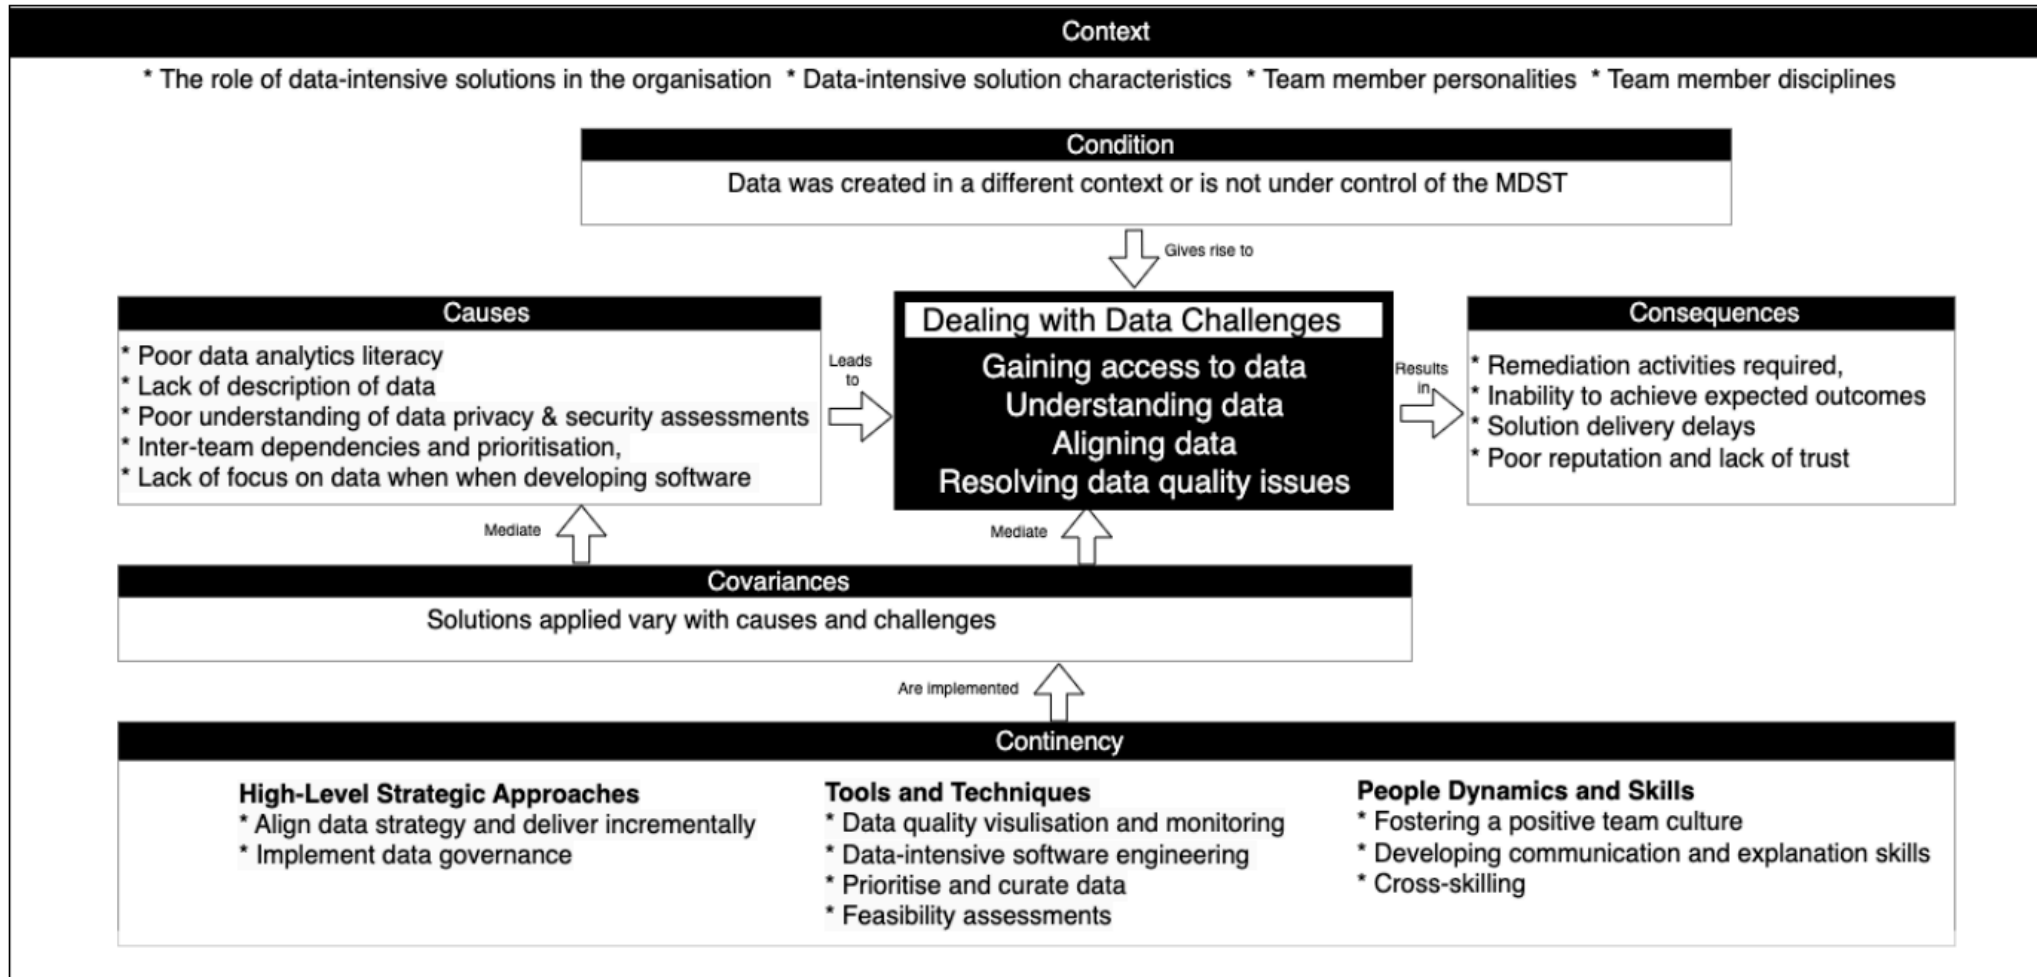 Context
* The role of data-intensive solutions in the organisation * Data-intensive solution characteristics * Team member personalities * Team member disciplines
Condition
Data was created in a different context or is not under control of the MDST
Gives rise to
Causes
* Poor data analytics literacy
* Lack of description of data
* Poor understanding of data privacy & security assessments
* Inter-team dependencies and prioritisation,
* Lack of focus on data when when developing software
Leads
to
Dealing with Data Challenges
Gaining access to data
Understanding data
Aligning data
Resolving data quality issues
Results
in
Consequences
* Remediation activities required,
* Inability to achieve expected outcomes
* Solution delivery delays
* Poor reputation and lack of trust
Mediate
Mediate
Covariances
Solutions applied vary with causes and challenges
Are implemented
Continency
High-Level Strategic Approaches
* Align data strategy and deliver incrementally
* Implement data governance
Tools and Techniques
* Data quality visulisation and monitoring
* Data-intensive software engineering
* Prioritise and curate data
* Feasibility assessments
People Dynamics and Skills
* Fostering a positive team culture
* Developing communication and explanation skills
* Cross-skilling